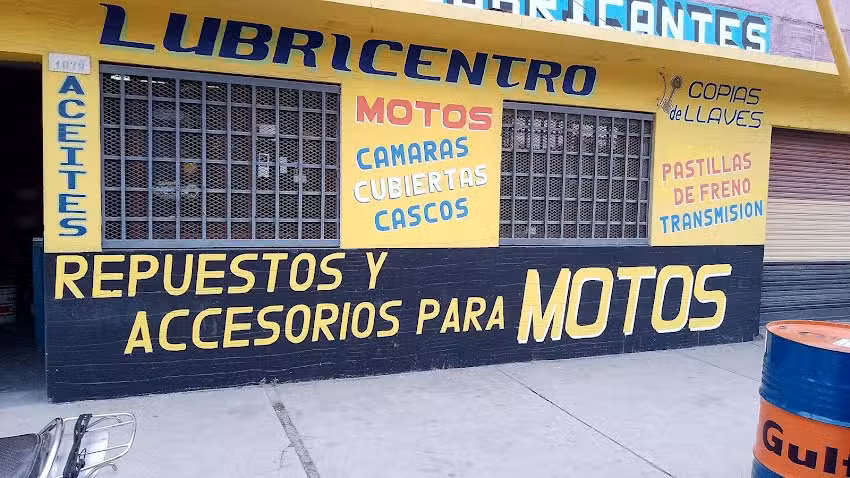 LUBRICANTES
LUBRICENTRO
1079
ACEITES
MOTOS
CAMARAS
CUBIERTAS
CASCOS
COPIAS
de LLAVES
PASTILLAS
DE FRENO
TRANSMISION
REPUESTOS Y
ACCESORIOS PARA MOTOS
Gulf